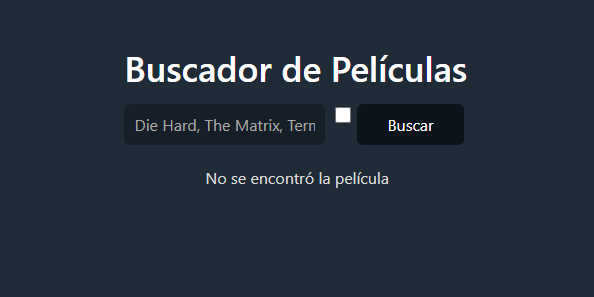 Buscador de Películas
Die Hard, The Matrix, Tern
Buscar
No se encontró la película